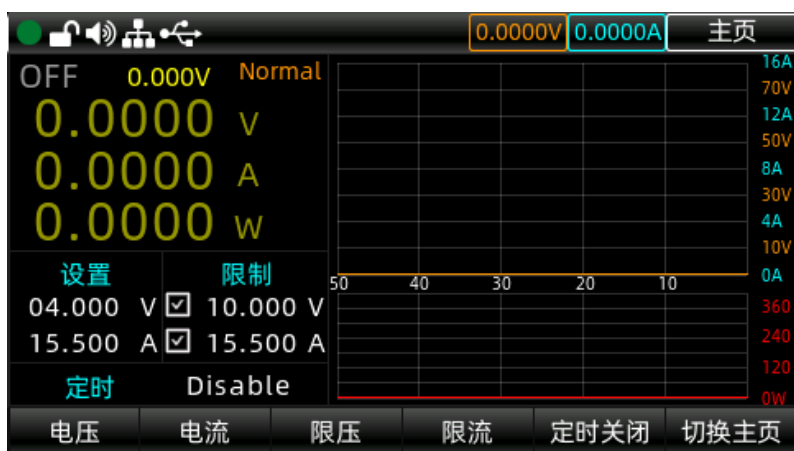 0.0000V 0.0000A 主页
OFF 0.000V Normal
0.0000 V
0.0000 A
0.0000 W
设置 限制
04.000 V 10.000 V
15.500 A 15.500 A
定时 Disable
16A
70V
12A
50V
8A
30V
4A
10V
0A
50 40 30 20 10
360
240
120
0W
电压 电流 限压 限流 定时关闭 切换主页